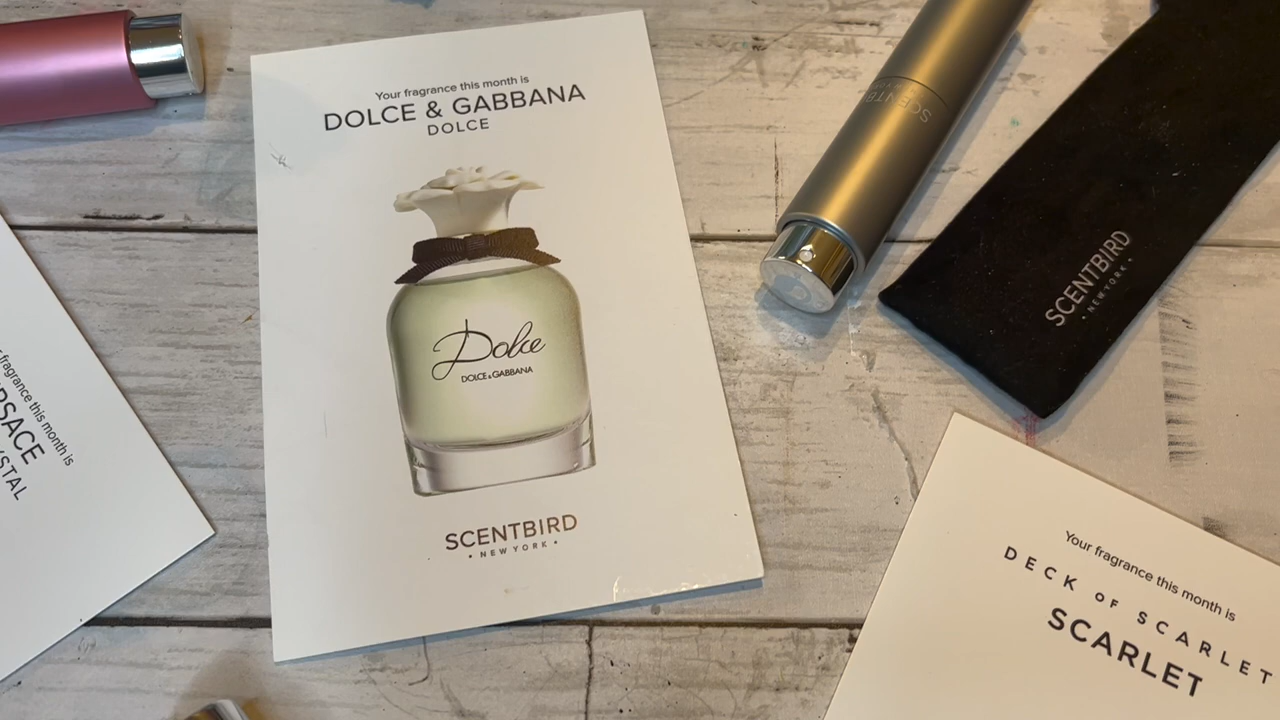 Your fragrance this month is
DOLCE & GABBANA
DOLCE
Dolce
DOLCE & GABBANA
SCENTBIRD
• NEW YORK •
fragrance this month is
SCENTBIRD
• NEW YORK •
Your fragrance this month is
DECK OF SCARLET
SCARLET